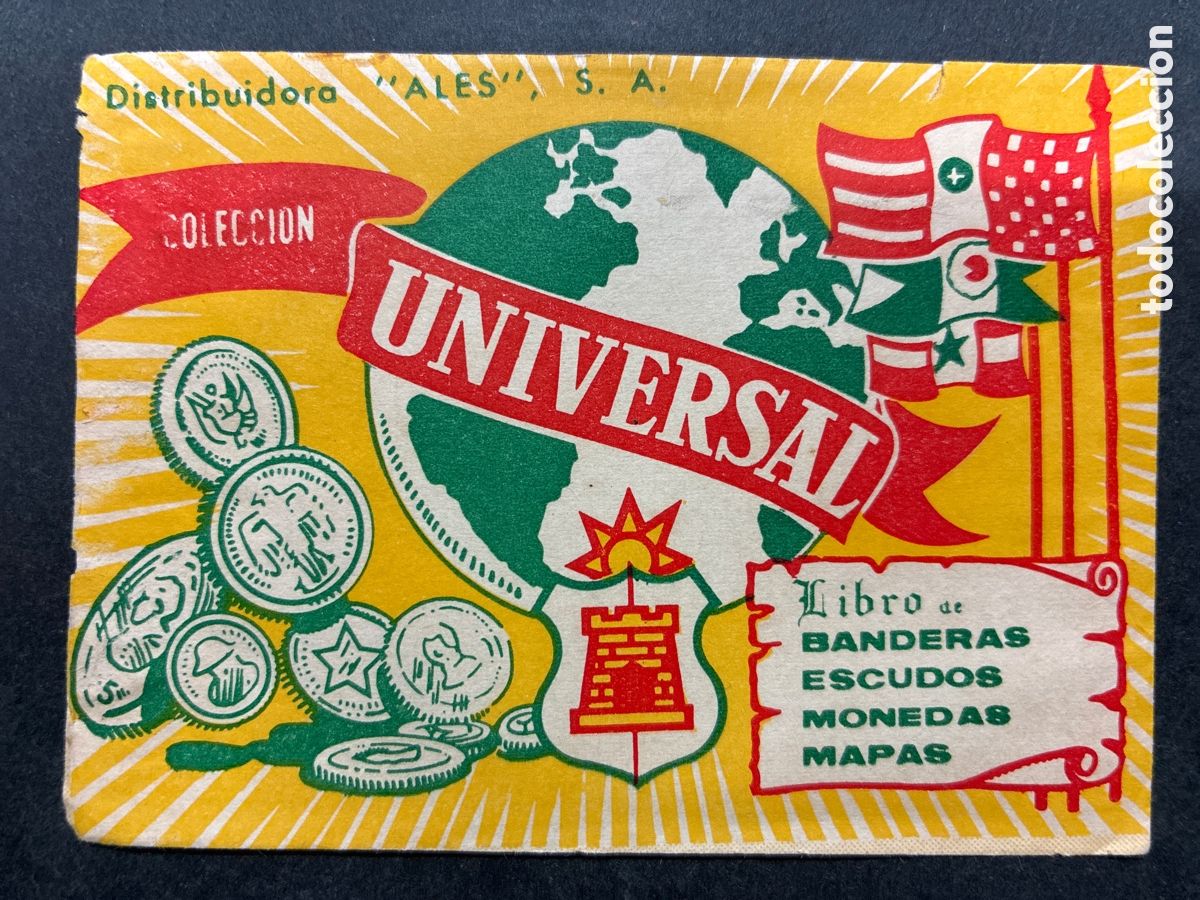 Distribuidora "ALES", S. A.
COLECCION
UNIVERSAL
Libro de
BANDERAS
ESCUDOS
MONEDAS
MAPAS
todocoleccion